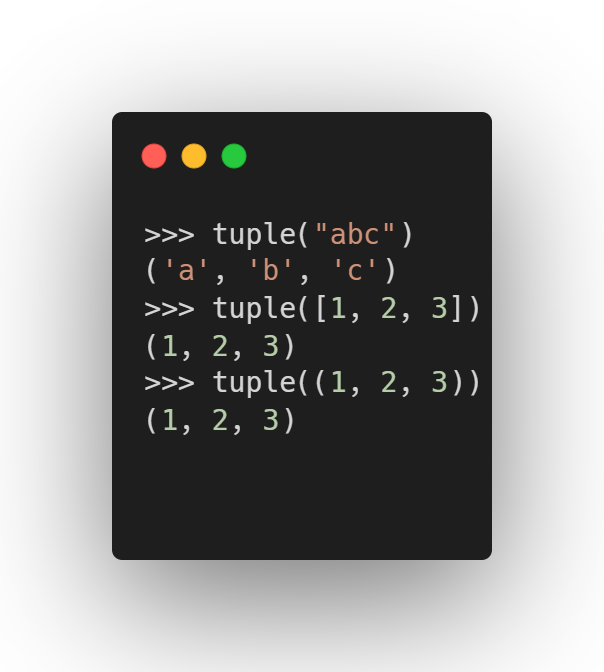 >>> tuple("abc")
('a', 'b', 'c')
>>> tuple([1, 2, 3])
(1, 2, 3)
>>> tuple((1, 2, 3))
(1, 2, 3)